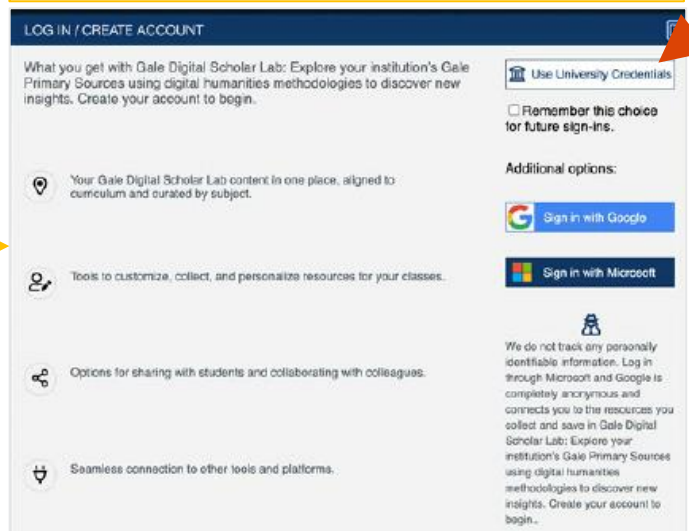 LOG IN / CREATE ACCOUNT
What you get with Gale Digital Scholar Lab: Explore your institution's Gale
Primary Sources using digital humanities methodologies to discover new
insights. Create your account to begin.
Your Gale Digital Scholar Lab content in one place, aligned to
curriculum and curated by subject.
Tools to customize, collect, and personalize resources for your classes.
Options for sharing with students and collaborating with colleagues.
Seamless connection to other tools and platforms.
Use University Credentials
Remember this choice
for future sign-ins.
Additional options:
Sign in with Google
Sign in with Microsoft
We do not track any personally
identifiable information. Log in
through Microsoft and Google is
completely anonymous and
connects you to the resources you
collect and save in Gale Digital
Scholar Lab: Explore your
institution's Gale Primary Sources
using digital humanities
methodologies to discover new
insights. Create your account to
begin..